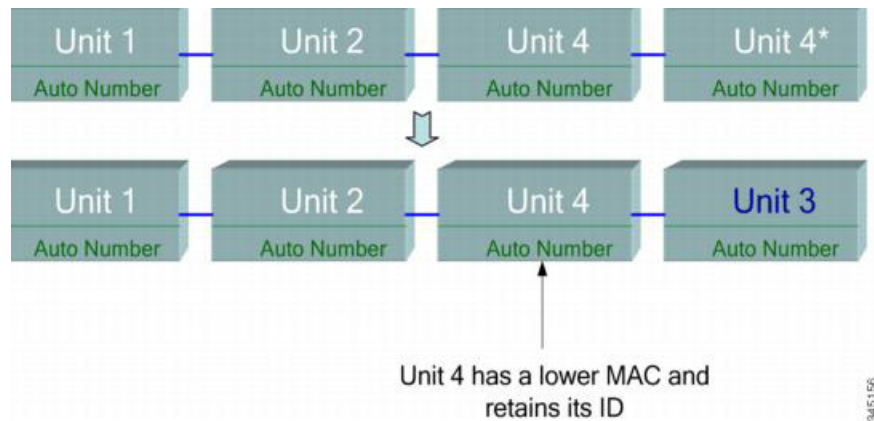 Unit 1 Unit 2 Unit 4 Unit 4*
Auto Number Auto Number Auto Number Auto Number
Unit 1 Unit 2 Unit 4 Unit 3
Auto Number Auto Number Auto Number Auto Number
Unit 4 has a lower MAC and
retains its ID